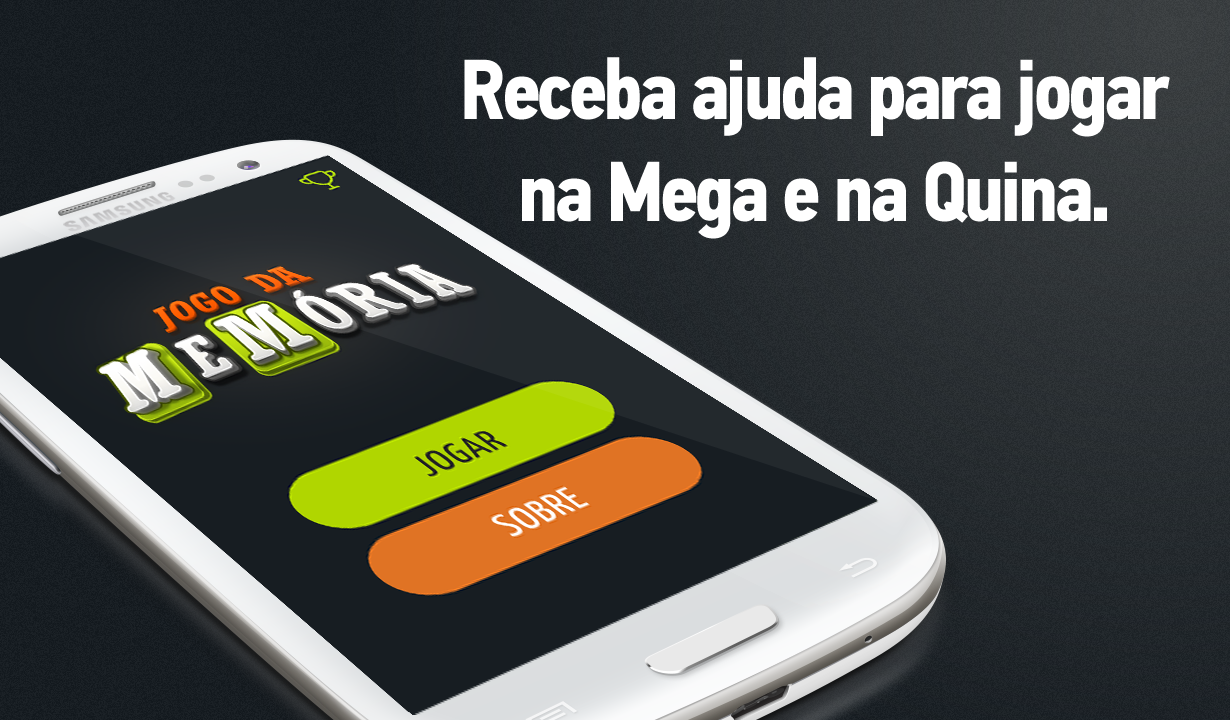 Receba ajuda para jogar
na Mega e na Quina.
SAMSUNG
JOGO DA
MEMÓRIA
JOGAR
SOBRE